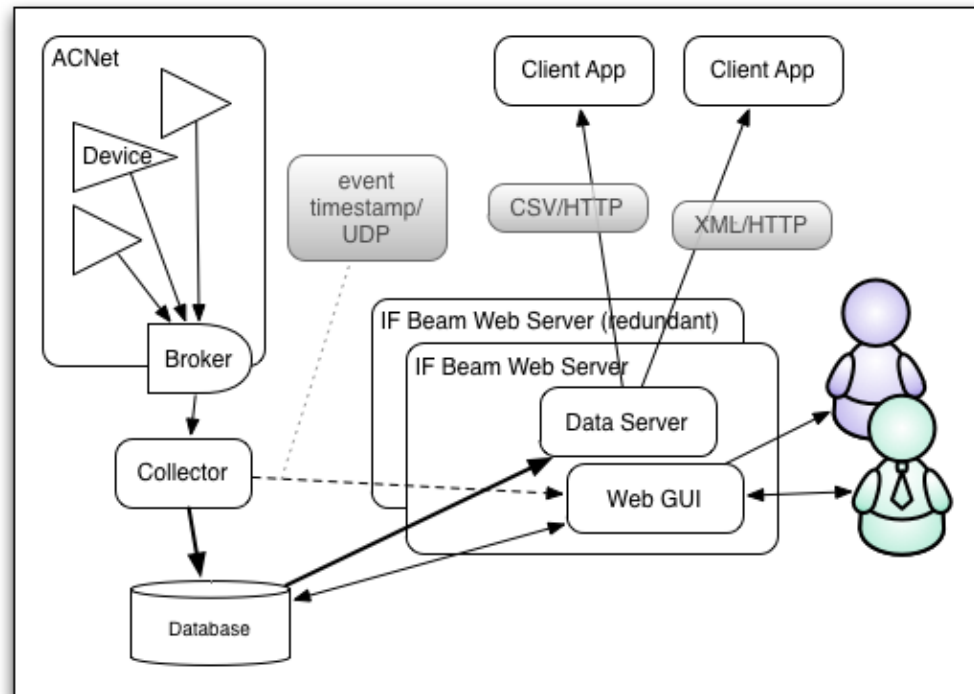 ACNet
Client App
Client App
Device
event
timestamp/
UDP
CSV/HTTP
XML/HTTP
IF Beam Web Server (redundant)
Broker
IF Beam Web Server
Data Server
Collector
Web GUI
Database